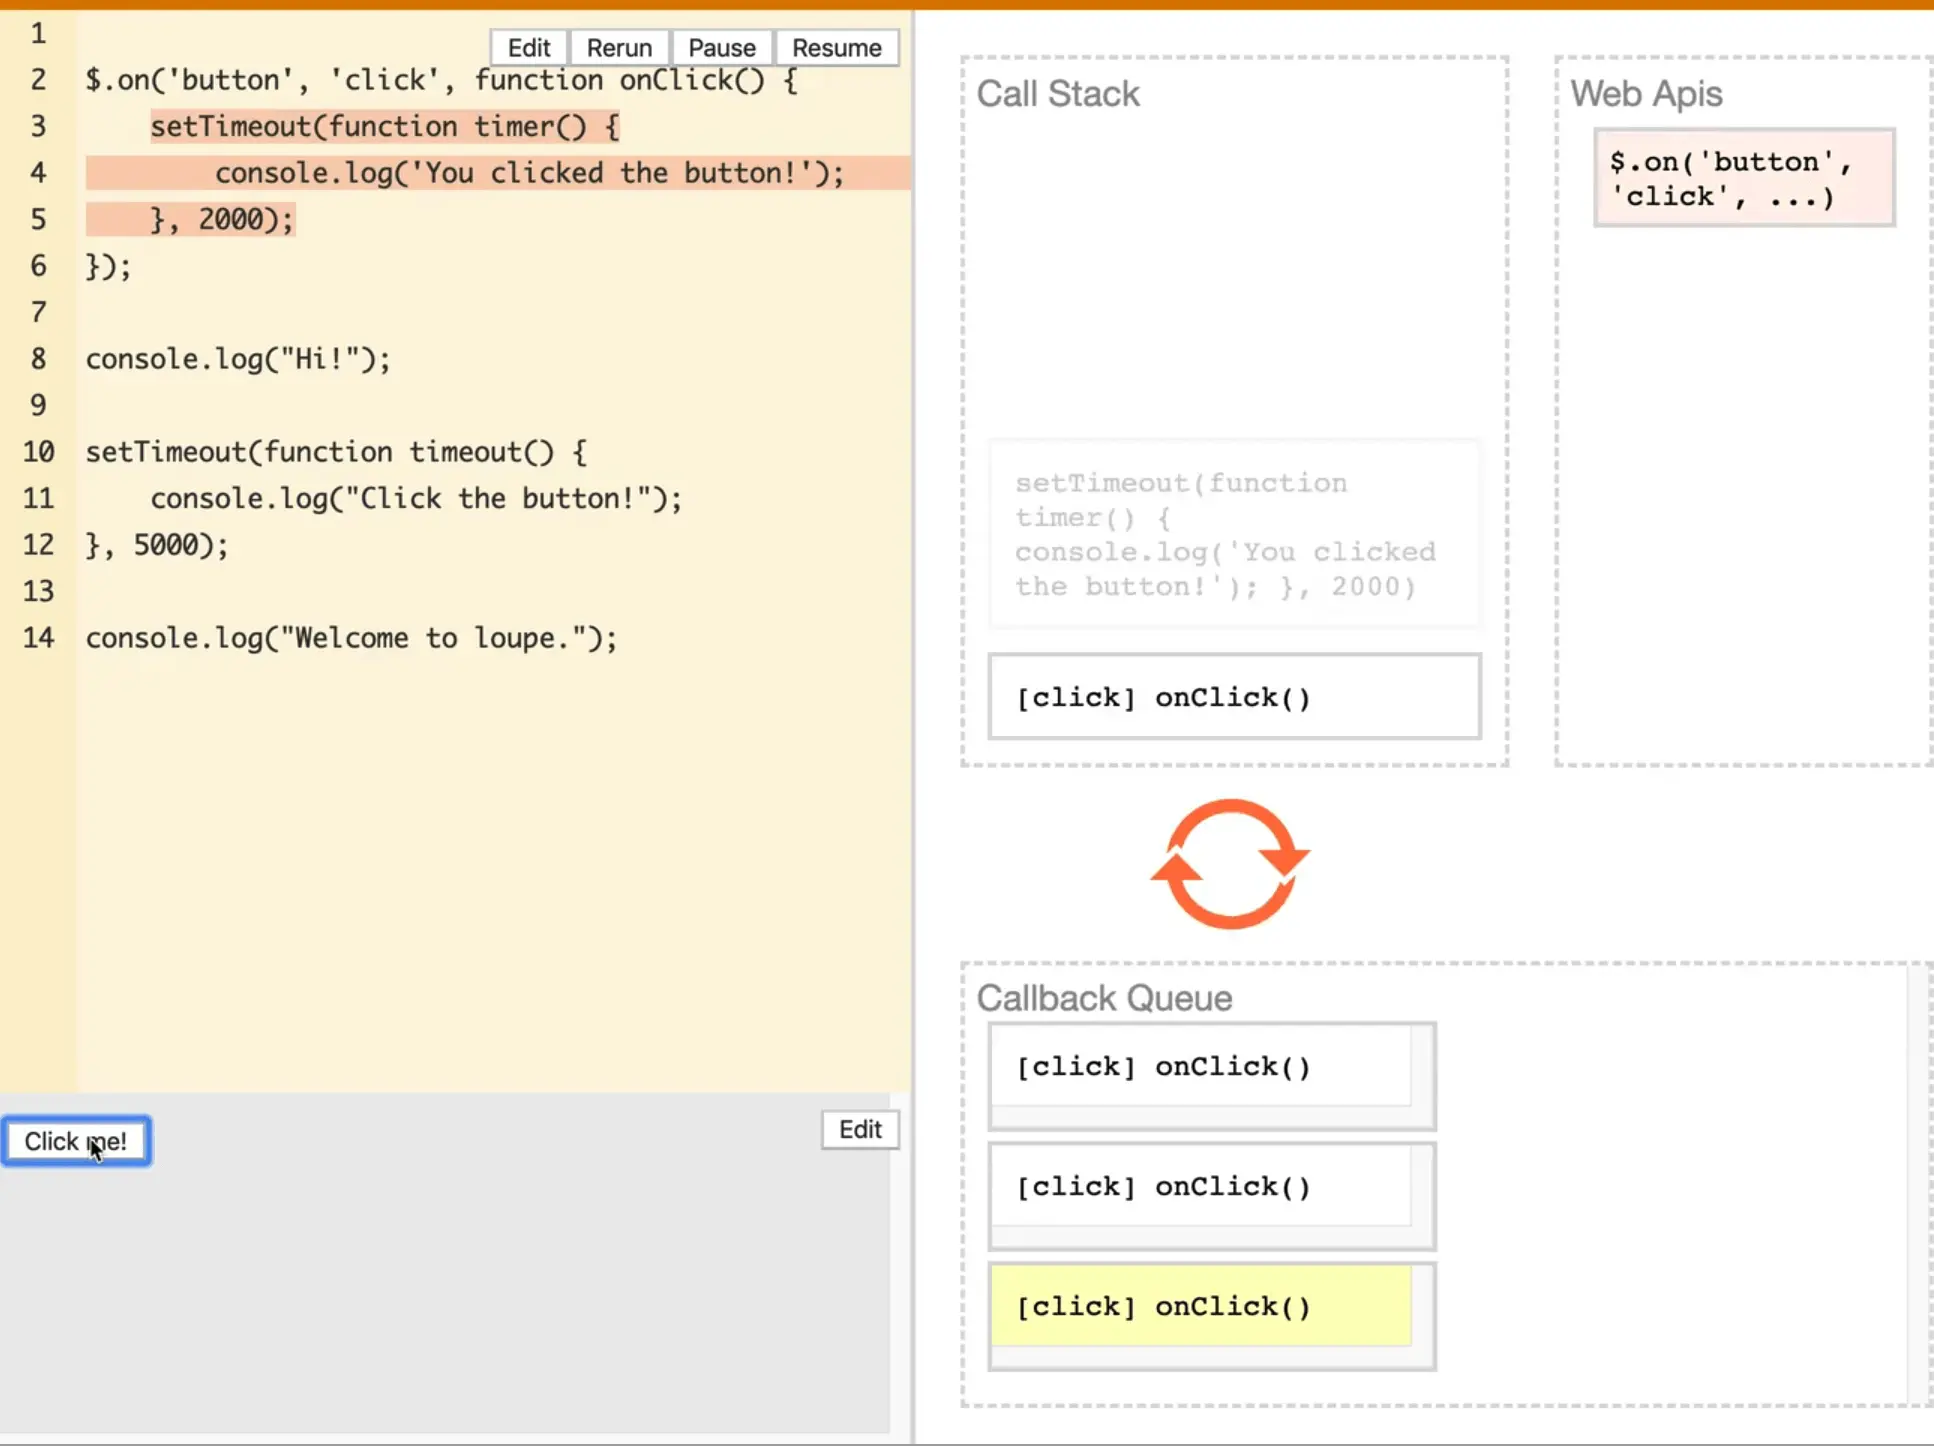 Edit Rerun Pause Resume
1
2 $.on('button', 'click', function onClick() {
3 setTimeout(function timer() {
4 console.log('You clicked the button!');
5 }, 2000);
6 });
7
8 console.log("Hi!");
9
10 setTimeout(function timeout() {
11 console.log("Click the button!");
12 }, 5000);
13
14 console.log("Welcome to loupe.");
Click me!
Edit
Call Stack
setTimeout(function
timer() {
console.log('You clicked
the button!'); }, 2000)
[click] onClick()
Web Apis
$.on('button',
'click', ...)
Callback Queue
[click] onClick()
[click] onClick()
[click] onClick()